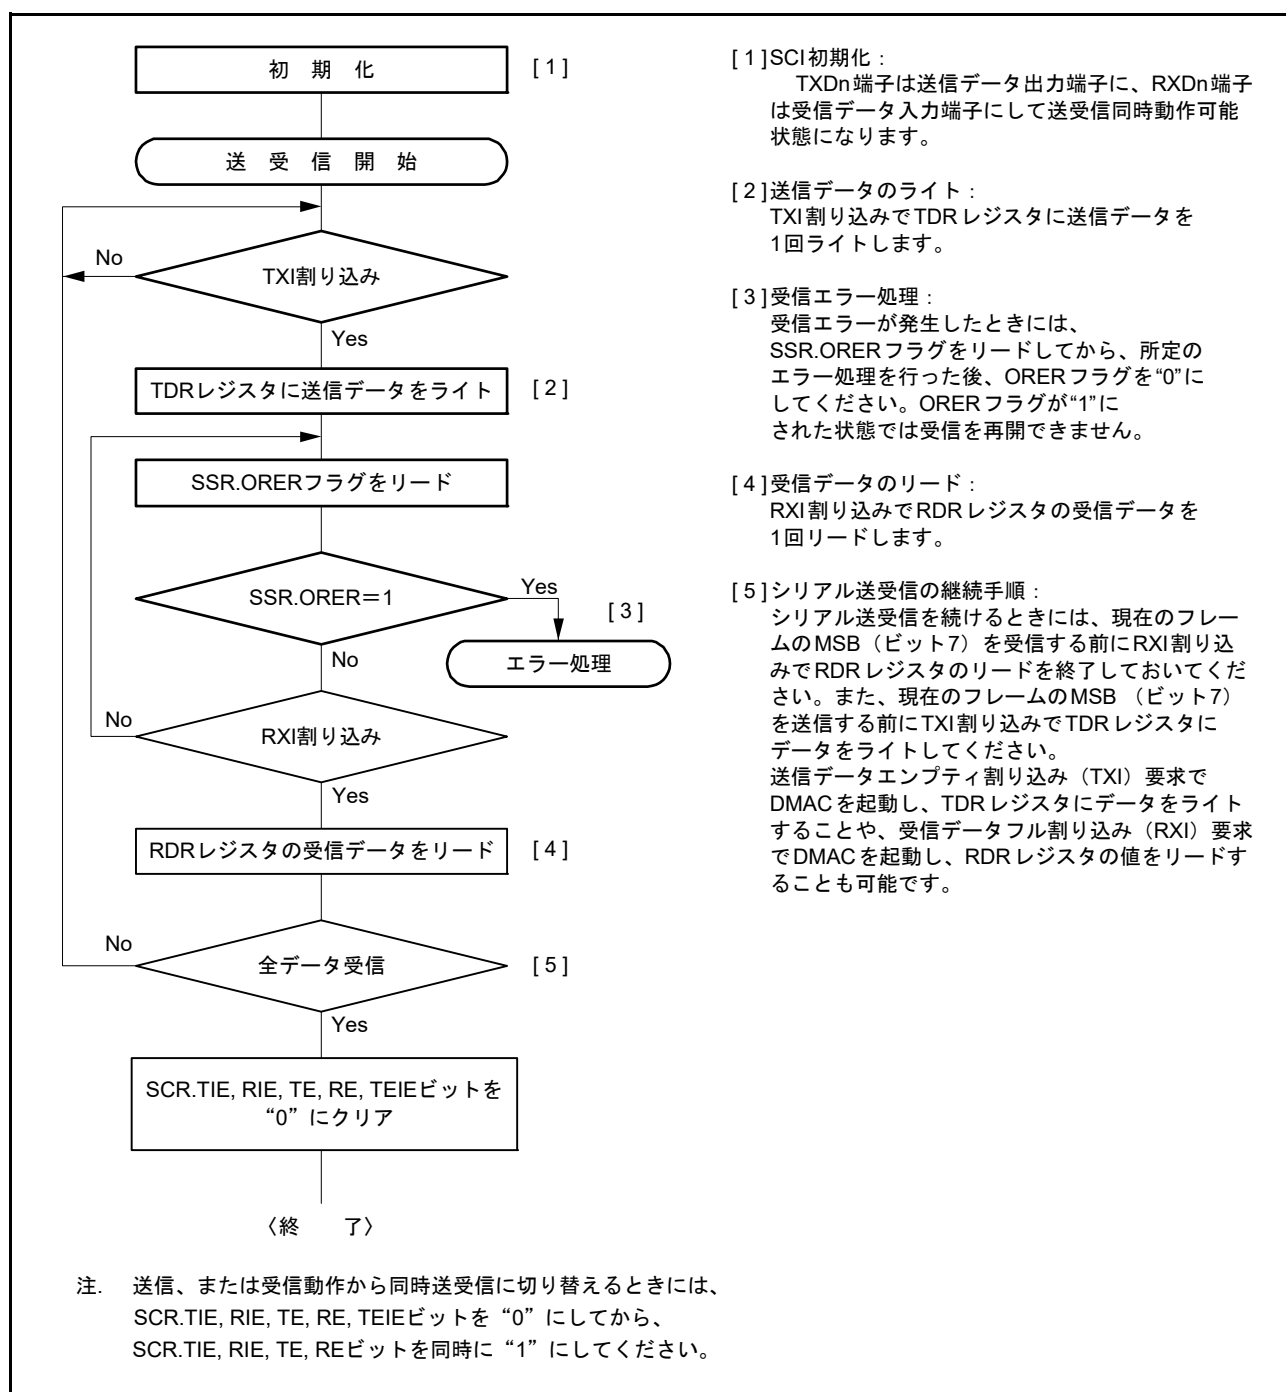 初 期 化
[ 1 ]
送 受 信 開 始
TXI割り込み
No
Yes
TDRレジスタに送信データをライト
[ 2 ]
SSR.ORERフラグをリード
SSR.ORER＝1
Yes
[ 3 ]
エラー処理
No
RXI割り込み
No
Yes
RDRレジスタの受信データをリード
[ 4 ]
全データ受信
No
[ 5 ]
Yes
SCR.TIE, RIE, TE, RE, TEIEビットを
“0”にクリア
〈終 了〉
[ 1 ]SCI初期化：
TXDn端子は送信データ出力端子に、RXDn端子
は受信データ入力端子にして送受信同時動作可能
状態になります。
[ 2 ]送信データのライト：
TXI割り込みでTDRレジスタに送信データを
1回ライトします。
[ 3 ]受信エラー処理：
受信エラーが発生したときには、
SSR.ORERフラグをリードしてから、所定の
エラー処理を行った後、ORERフラグを“0”に
してください。ORERフラグが“1”に
された状態では受信を再開できません。
[ 4 ]受信データのリード：
RXI割り込みでRDRレジスタの受信データを
1回リードします。
[ 5 ]シリアル送受信の継続手順：
シリアル送受信を続けるときには、現在のフレー
ムのMSB（ビット7）を受信する前にRXI割り込
みでRDRレジスタのリードを終了しておいてくだ
さい。また、現在のフレームのMSB （ビット7）
を送信する前にTXI割り込みでTDRレジスタに
データをライトしてください。
送信データエンプティ割り込み（TXI）要求で
DMACを起動し、TDRレジスタにデータをライト
することや、受信データフル割り込み（RXI）要求
でDMACを起動し、RDRレジスタの値をリードす
ることも可能です。
注. 送信、または受信動作から同時送受信に切り替えるときには、
SCR.TIE, RIE, TE, RE, TEIEビットを“0”にしてから、
SCR.TIE, RIE, TE, REビットを同時に“1”にしてください。